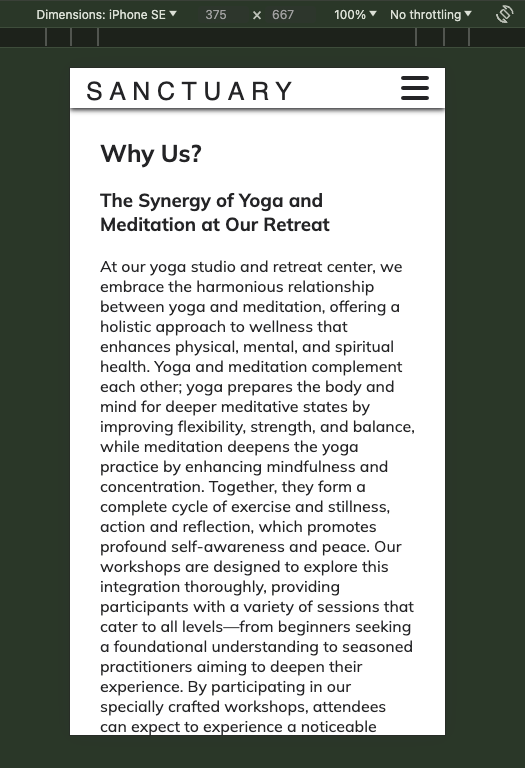 Dimensions: iPhone SE ▼ 375 × 667 100% ▼ No throttling ▼
SANCTUARY
Why Us?
The Synergy of Yoga and
Meditation at Our Retreat
At our yoga studio and retreat center, we
embrace the harmonious relationship
between yoga and meditation, offering a
holistic approach to wellness that
enhances physical, mental, and spiritual
health. Yoga and meditation complement
each other; yoga prepares the body and
mind for deeper meditative states by
improving flexibility, strength, and balance,
while meditation deepens the yoga
practice by enhancing mindfulness and
concentration. Together, they form a
complete cycle of exercise and stillness,
action and reflection, which promotes
profound self-awareness and peace. Our
workshops are designed to explore this
integration thoroughly, providing
participants with a variety of sessions that
cater to all levels—from beginners seeking
a foundational understanding to seasoned
practitioners aiming to deepen their
experience. By participating in our
specially crafted workshops, attendees
can expect to experience a noticeable